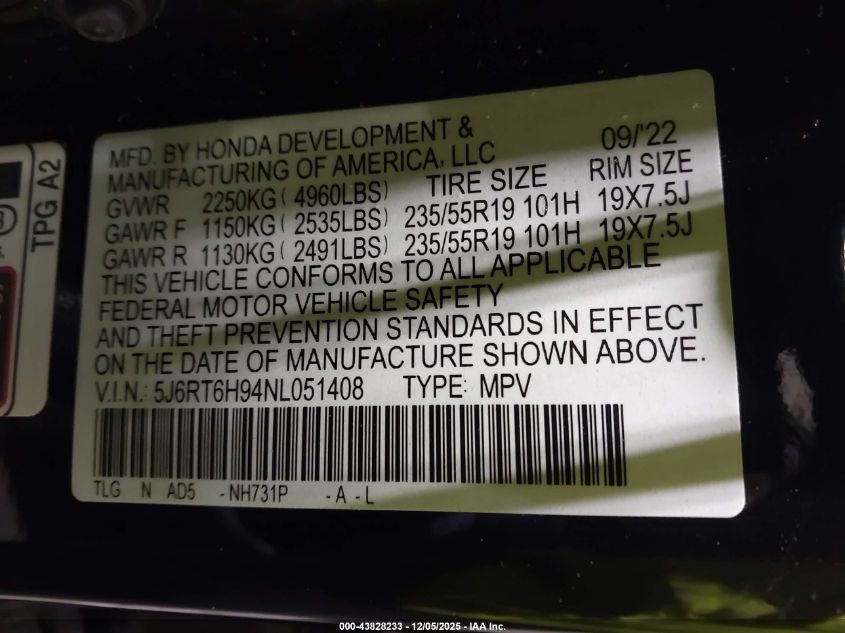 TPG A2
MFD. BY HONDA DEVELOPMENT & 09/'22
MANUFACTURING OF AMERICA, LLC
GVWR 2250KG ( 4960LBS) TIRE SIZE RIM SIZE
GAWR F 1150KG ( 2535LBS) 235/55R19 101H 19X7.5J
GAWR R 1130KG ( 2491LBS) 235/55R19 101H 19X7.5J
THIS VEHICLE CONFORMS TO ALL APPLICABLE
FEDERAL MOTOR VEHICLE SAFETY
AND THEFT PREVENTION STANDARDS IN EFFECT
ON THE DATE OF MANUFACTURE SHOWN ABOVE.
V.I.N.: 5J6RT6H94NL051408 TYPE: MPV
TLG N AD5 -NH731P -A -L
000-43828233 - 12/05/2025 - IAA Inc.